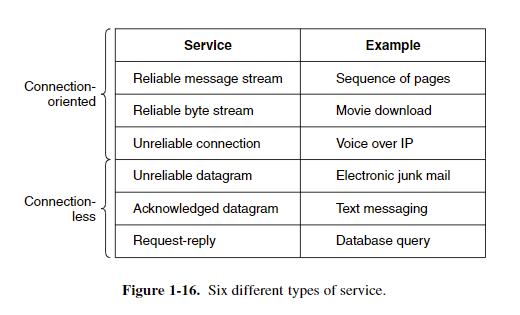 Service Example
Connection-
oriented
Reliable message stream Sequence of pages
Reliable byte stream Movie download
Unreliable connection Voice over IP
Connection-
less
Unreliable datagram Electronic junk mail
Acknowledged datagram Text messaging
Request-reply Database query
Figure 1-16. Six different types of service.